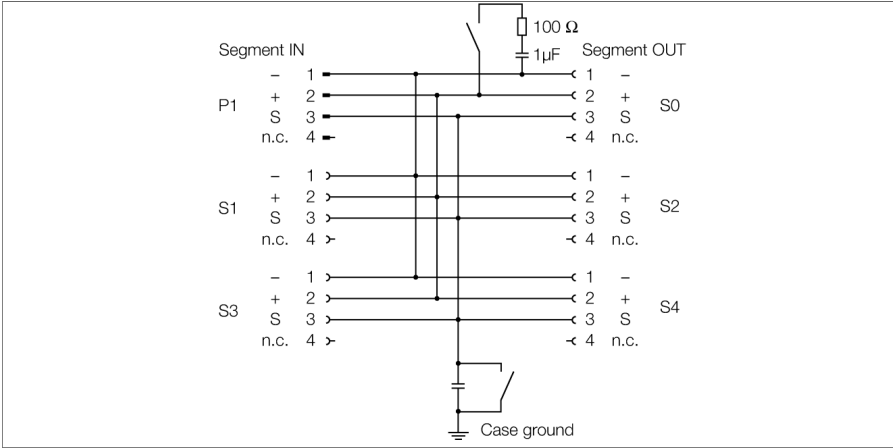 100 Ω
1µF
Segment IN Segment OUT
– 1 1 –
+ 2 2 +
P1 S0
S 3 3 S
n.c. 4 4 n.c.
– 1 1 –
+ 2 2 +
S1 S2
S 3 3 S
n.c. 4 4 n.c.
– 1 1 –
+ 2 2 +
S3 S4
S 3 3 S
n.c. 4 4 n.c.
Case ground